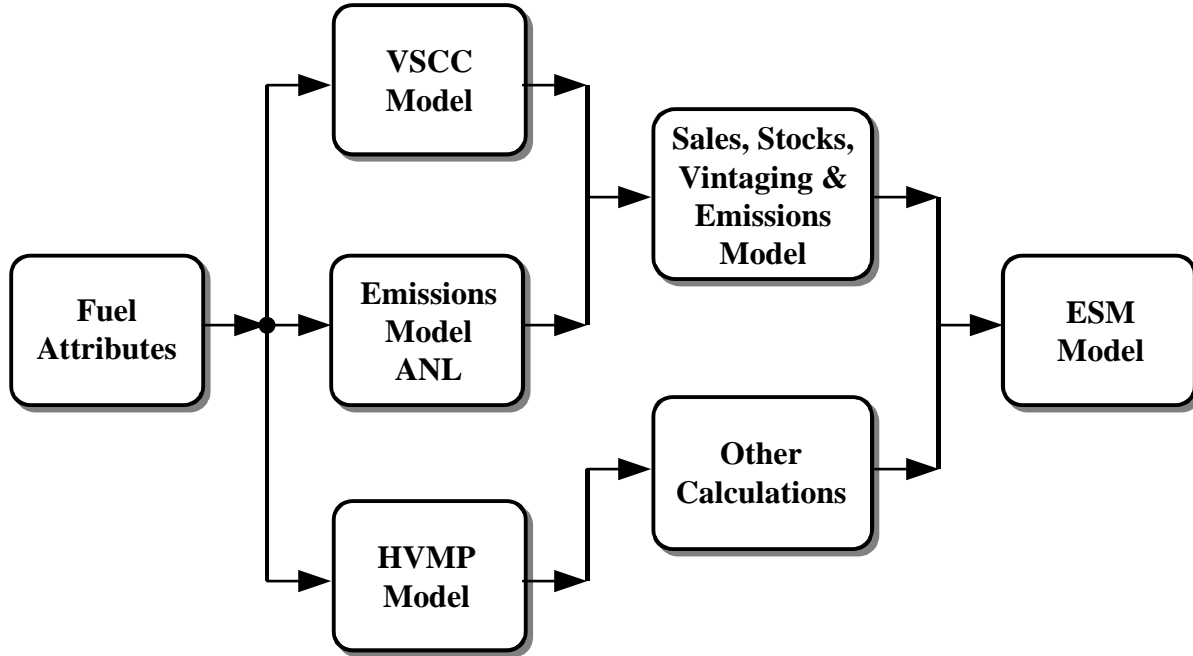 VSCC
Model
Sales, Stocks,
Vintaging &
Emissions
Model
Fuel
Attributes
Emissions
Model
ANL
ESM
Model
Other
Calculations
HVMP
Model